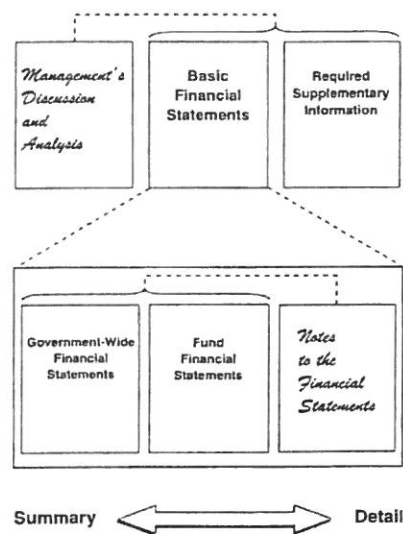 Management's
Discussion
and
Analysis
Basic
Financial
Statements
Required
Supplementary
Information
Government-Wide
Financial
Statements
Fund
Financial
Statements
Notes
to the
Financial
Statements
Summary
Detail